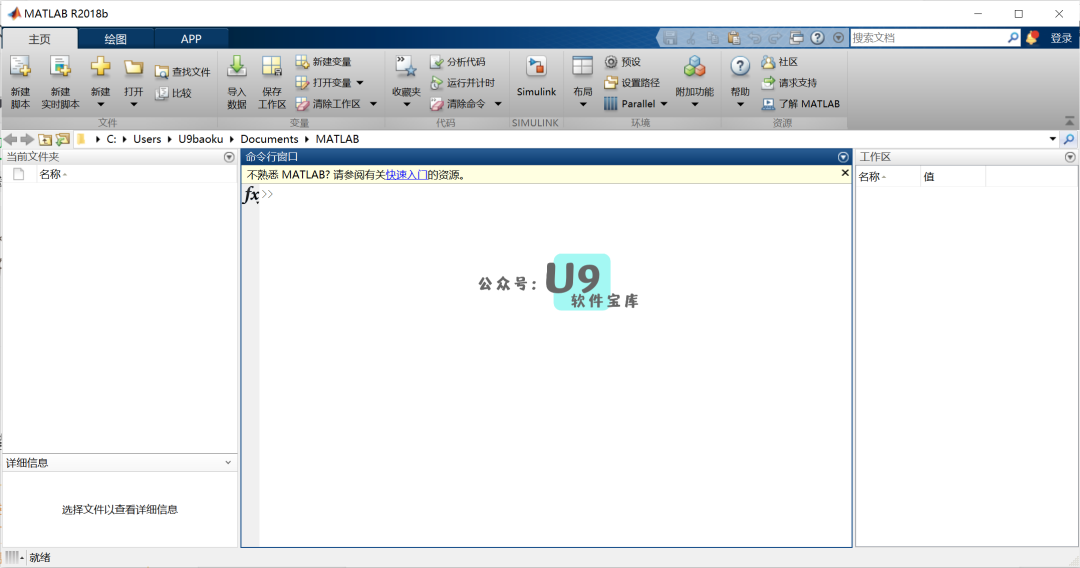 MATLAB R2018b
主页 绘图 APP
搜索文档 登录
新建脚本
新建实时脚本
新建
打开
查找文件
比较
文件
导入数据
保存工作区
新建变量
打开变量
清除工作区
变量
收藏夹
分析代码
运行并计时
清除命令
代码
Simulink
SIMULINK
布局
预设
设置路径
Parallel
附加功能
环境
帮助
社区
请求支持
了解 MATLAB
资源
C: Users U9baoku Documents MATLAB
当前文件夹
名称
详细信息
选择文件以查看详细信息
命令行窗口
不熟悉 MATLAB? 请参阅有关快速入门的资源。
fx >>
公众号: U9
软件宝库
工作区
名称 值
就绪